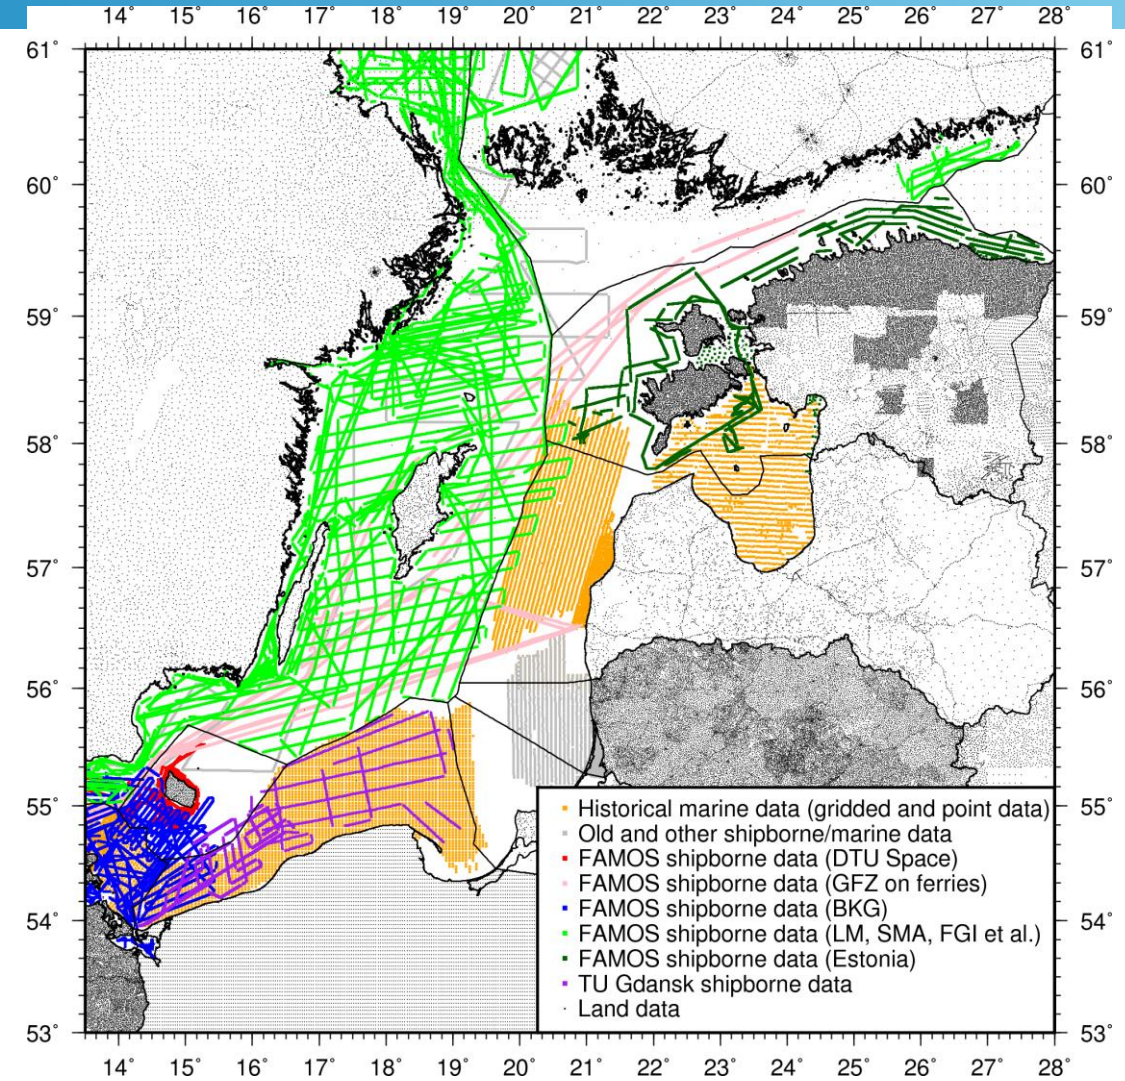 14° 15° 16° 17° 18° 19° 20° 21° 22° 23° 24° 25° 26° 27° 28°
61° 61°
60° 60°
59° 59°
58° 58°
57° 57°
56° 56°
55° 55°
54° 54°
53° 53°
Historical marine data (gridded and point data)
Old and other shipborne/marine data
FAMOS shipborne data (DTU Space)
FAMOS shipborne data (GFZ on ferries)
FAMOS shipborne data (BKG)
FAMOS shipborne data (LM, SMA, FGI et al.)
FAMOS shipborne data (Estonia)
TU Gdansk shipborne data
Land data
14° 15° 16° 17° 18° 19° 20° 21° 22° 23° 24° 25° 26° 27° 28°